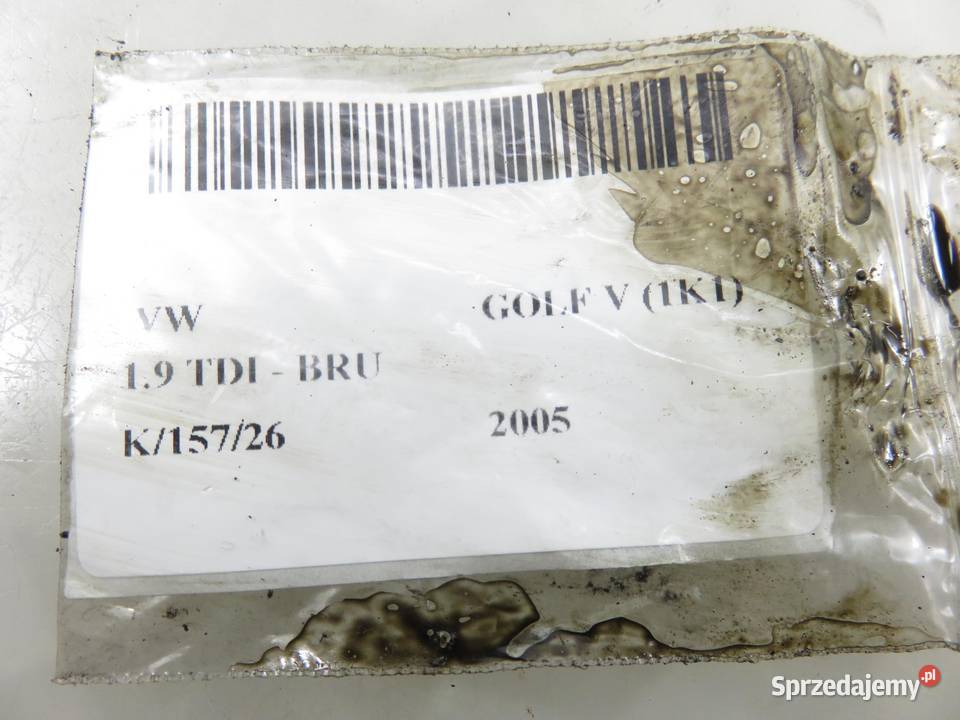 VW GOLF V (1K1)
1.9 TDI - BRU
K/157/26 2005
Sprzedajemy.pl